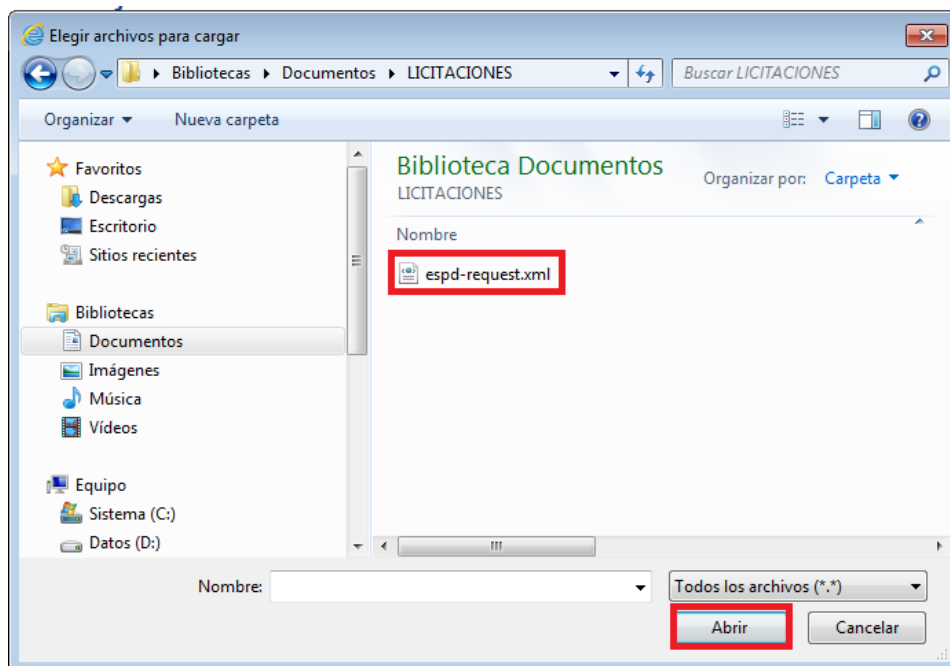 Elegir archivos para cargar
Bibliotecas Documentos LICITACIONES
Buscar LICITACIONES
Organizar Nueva carpeta
Favoritos
Descargas
Escritorio
Sitios recientes
Bibliotecas
Documentos
Imágenes
Música
Vídeos
Equipo
Sistema (C:)
Datos (D:)
Biblioteca Documentos
LICITACIONES
Organizar por: Carpeta
Nombre
espd-request.xml
Nombre:
Todos los archivos (*.*)
Abrir Cancelar